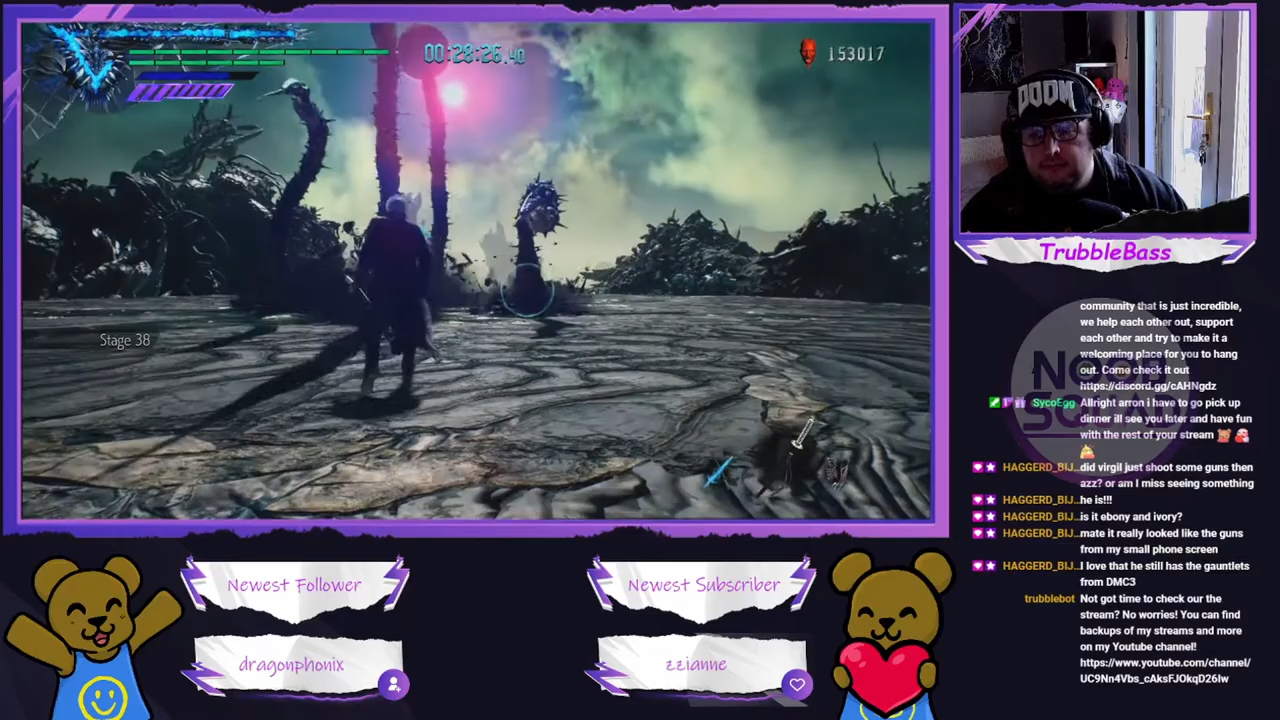 00:28:26.40
153017
Stage 38
DOOM
TrubbleBass
community that is just incredible,
we help each other out, support
each other and try to make it a
welcoming place for you to hang
out. Come check it out
https://discord.gg/cAHNgdz
SycoEgg Allright arron i have to go pick up
dinner ill see you later and have fun
with the rest of your stream
HAGGERD_BIJ... did virgil just shoot some guns then
azz? or am I miss seeing something
HAGGERD_BIJ... he is!!!
HAGGERD_BIJ... is it ebony and ivory?
HAGGERD_BIJ... mate it really looked like the guns
from my small phone screen
HAGGERD_BIJ... I love that he still has the gauntlets
from DMC3
trubblebot Not got time to check our the
stream? No worries! You can find
backups of my streams and more
on my Youtube channel!
https://www.youtube.com/channel/
UC9Nn4Vbs_cAksFJOkqD26Iw
NOOB
Newest Follower
dragonphonix
Newest Subscriber
zzianne